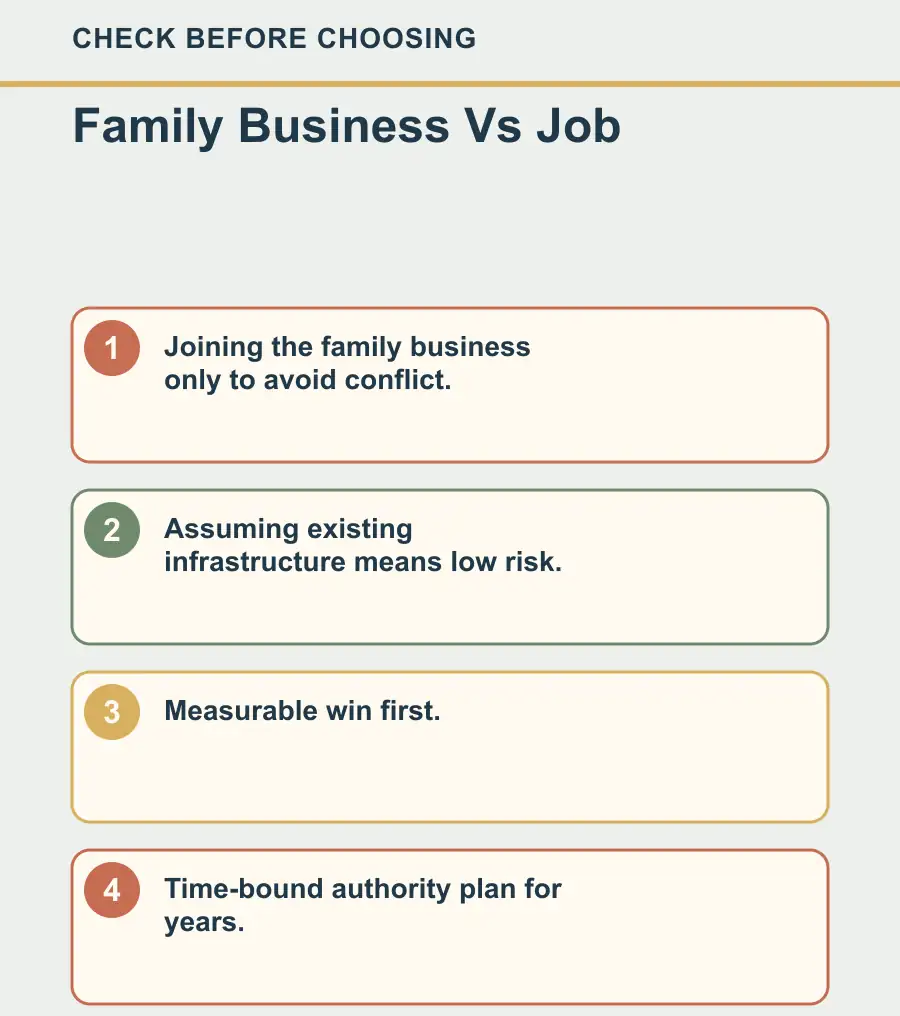 CHECK BEFORE CHOOSING
Family Business Vs Job
1
Joining the family business
only to avoid conflict.
2
Assuming existing
infrastructure means low risk.
3
Measurable win first.
4
Time-bound authority plan for
years.